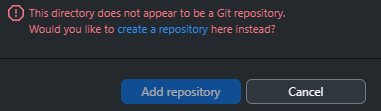 This directory does not appear to be a Git repository.
Would you like to create a repository here instead?
Add repository
Cancel